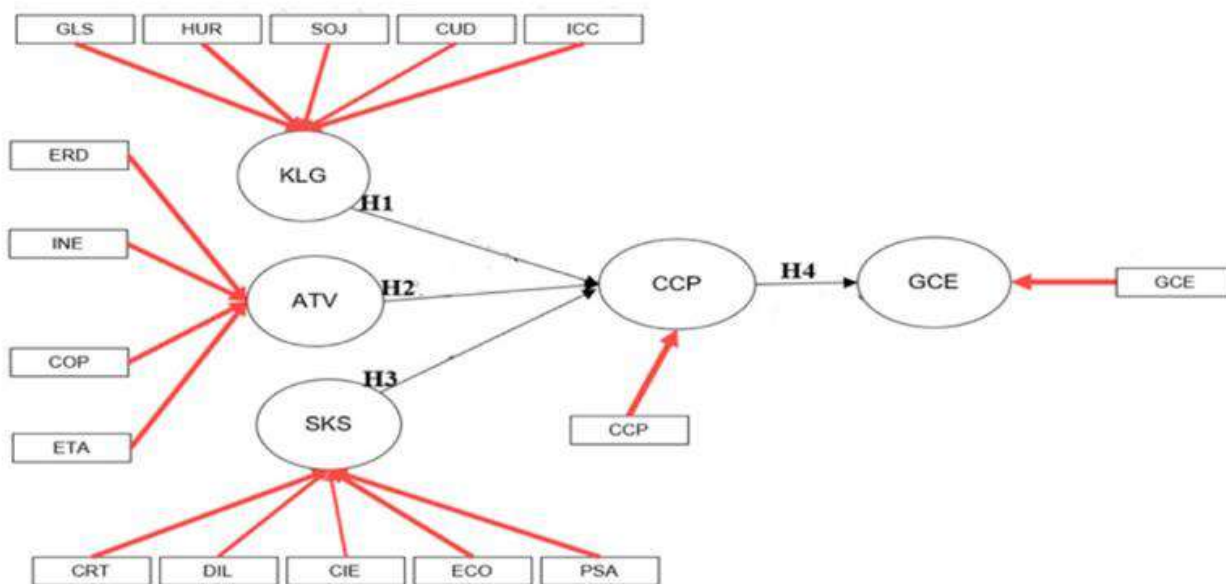 GLS HUR SOJ CUD ICC
ERD
KLG
H1
INE
ATV
H2
CCP
H4
GCE
GCE
COP
H3
SKS
CCP
ETA
CRT DIL CIE ECO PSA